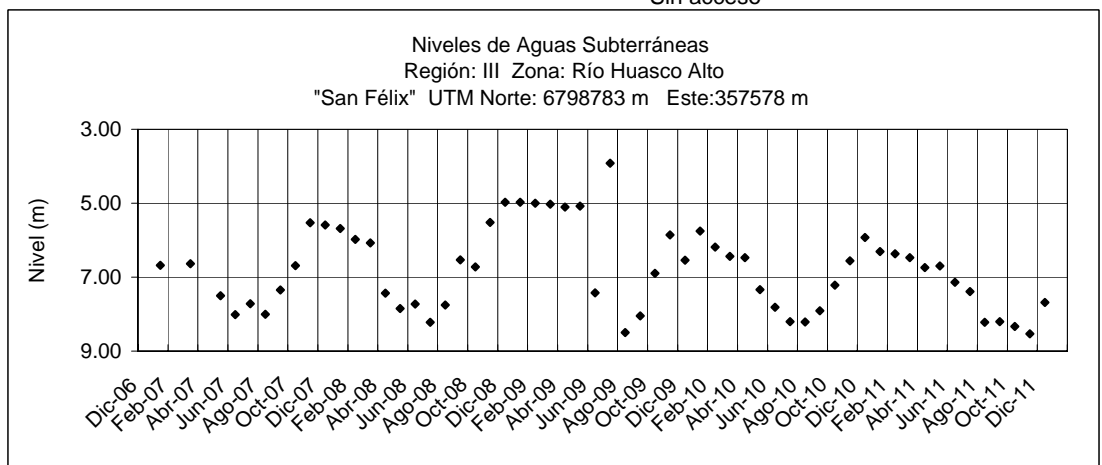 Sin acceso
Niveles de Aguas Subterráneas
Región: III Zona: Río Huasco Alto
"San Félix" UTM Norte: 6798783 m Este:357578 m
3.00
5.00
7.00
9.00
Nivel (m)
Dic-06
Feb-07
Abr-07
Jun-07
Ago-07
Oct-07
Dic-07
Feb-08
Abr-08
Jun-08
Ago-08
Oct-08
Dic-08
Feb-09
Abr-09
Jun-09
Ago-09
Oct-09
Dic-09
Feb-10
Abr-10
Jun-10
Ago-10
Oct-10
Dic-10
Feb-11
Abr-11
Jun-11
Ago-11
Oct-11
Dic-11